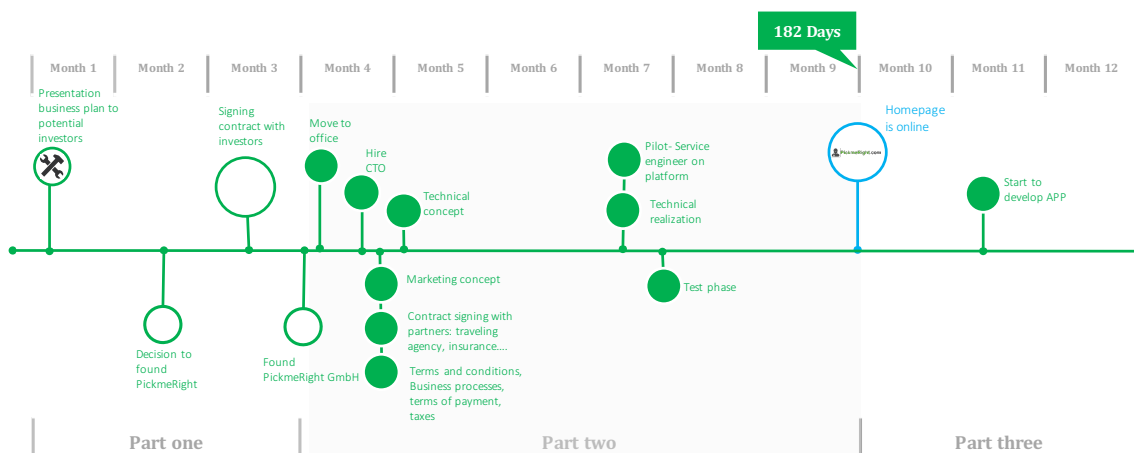 182 Days
Month 1
Month 2
Month 3
Month 4
Month 5
Month 6
Month 7
Month 8
Month 9
Month 10
Month 11
Month 12
Presentation
business plan to
potential
investors
Signing
contract with
investors
Move to
office
Hire
CTO
Technical
concept
Pilot- Service
engineer on
platform
Technical
realization
Homepage
is online
PickmeRight.com
Start to
develop APP
Decision to
found
PickmeRight
Found
PickmeRight GmbH
Marketing concept
Contract signing with
partners: traveling
agency, insurance....
Terms and conditions,
Business processes,
terms of payment,
taxes
Test phase
Part one
Part two
Part three